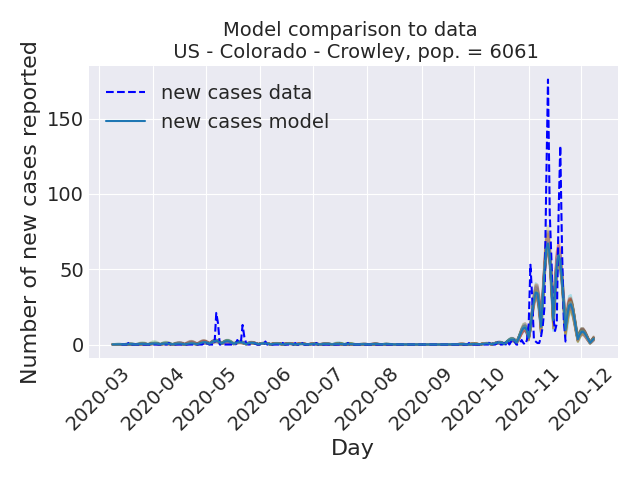 Model comparison to data
US - Colorado - Crowley, pop. = 6061
Number of new cases reported
new cases data
new cases model
150
100
50
0
2020-03
2020-04
2020-05
2020-06
2020-07
2020-08
2020-09
2020-10
2020-11
2020-12
Day